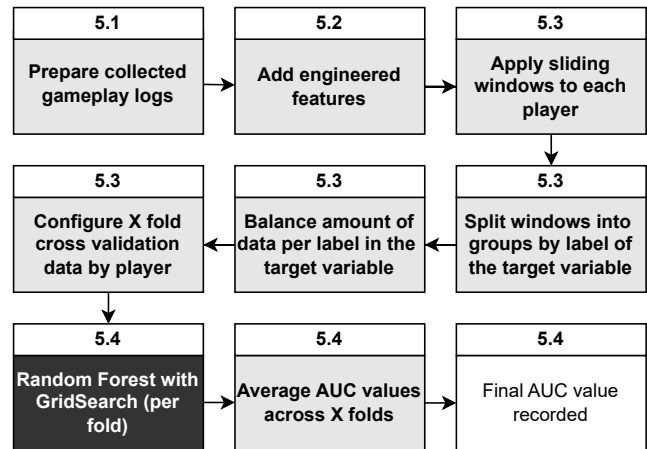 5.1
Prepare collected
gameplay logs
5.2
Add engineered
features
5.3
Apply sliding
windows to each
player
5.3
Split windows into
groups by label of
the target variable
5.3
Balance amount of
data per label in the
target variable
5.3
Configure X fold
cross validation
data by player
5.4
Random Forest with
GridSearch (per
fold)
5.4
Average AUC values
across X folds
5.4
Final AUC value
recorded